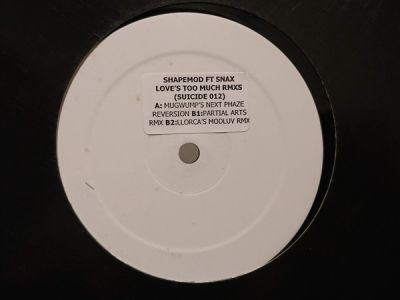 SHAPEMOD FT SNAX
LOVE'S TOO MUCH RMXS
(SUICIDE 012)
A: MUGWUMP'S NEXT PHAZE
REVERSION B1:PARTIAL ARTS
RMX B2:LLORCA'S MODLUV RMX